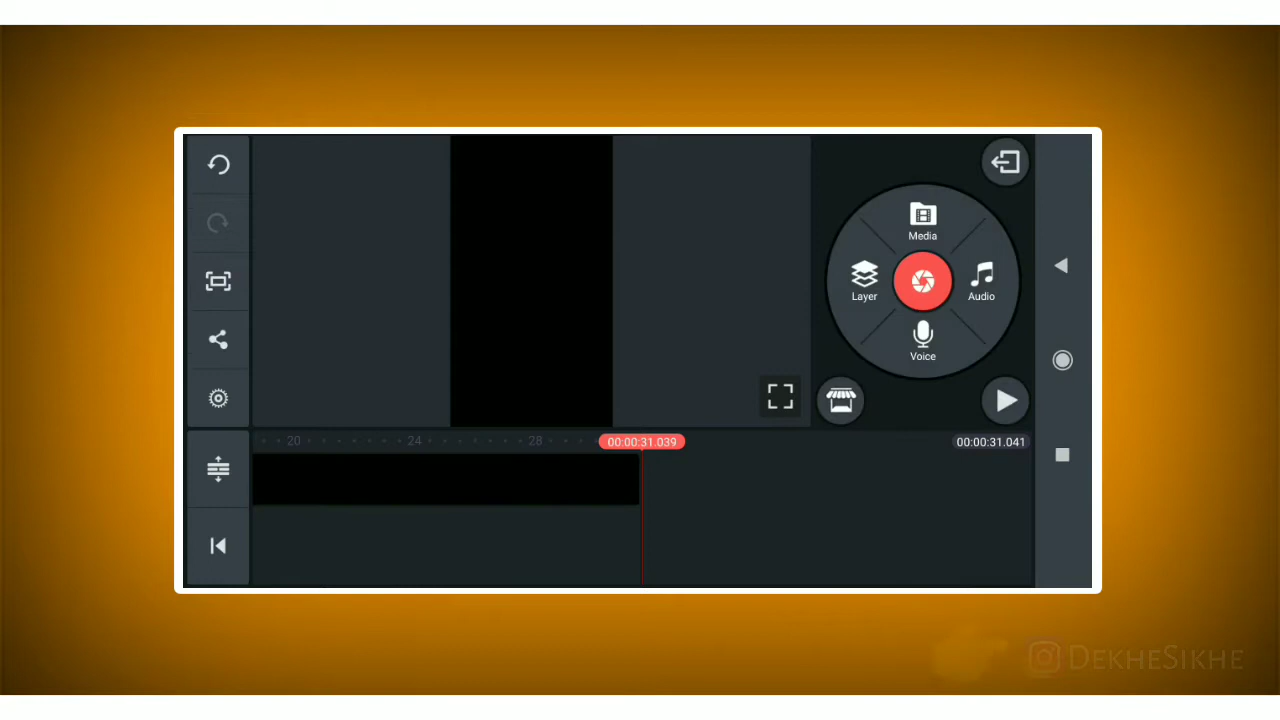 Media
Layer
Audio
Voice
20
24
28
00:00:31.039
00:00:31.041
DekheSikhe